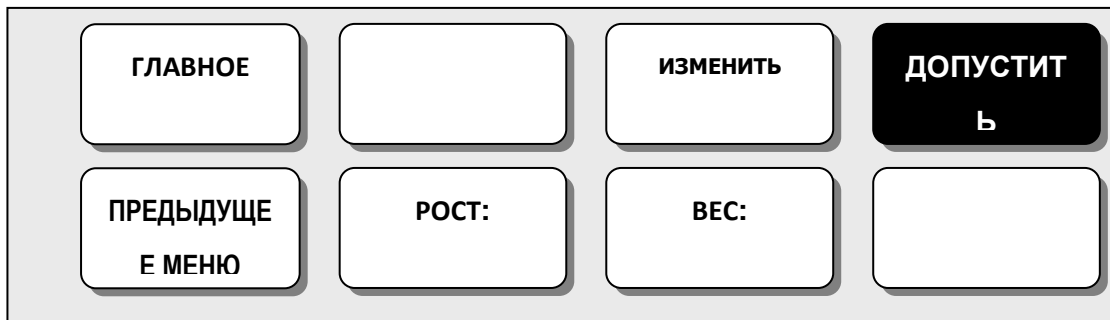 ГЛАВНОЕ
ИЗМЕНИТЬ
ДОПУСТИТ
Ь
ПРЕДЫДУЩЕ
Е МЕНЮ
РОСТ:
ВЕС: